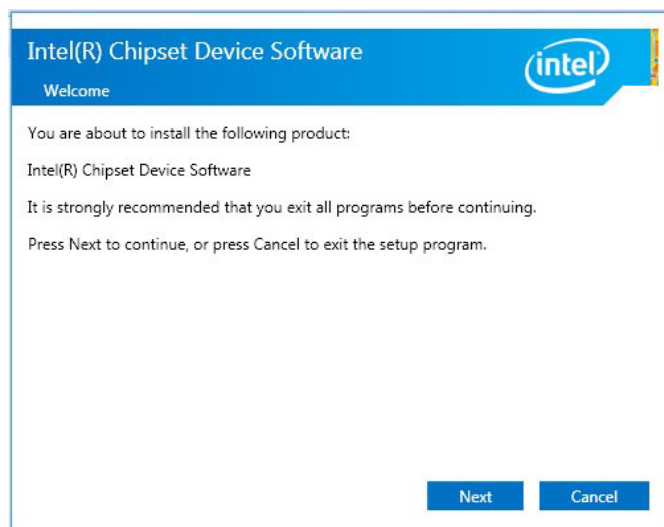 Intel(R) Chipset Device Software
intel
Welcome
You are about to install the following product:
Intel(R) Chipset Device Software
It is strongly recommended that you exit all programs before continuing.
Press Next to continue, or press Cancel to exit the setup program.
Next
Cancel